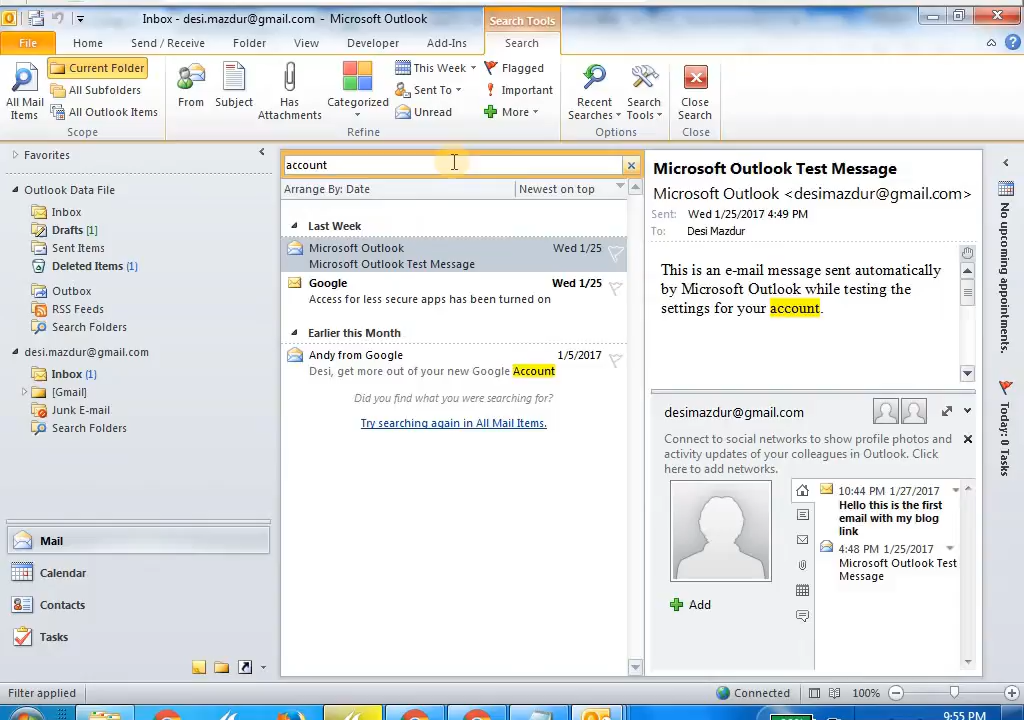 Inbox - desi.mazdur@gmail.com - Microsoft Outlook
Search Tools
File Home Send / Receive Folder View Developer Add-Ins Search
All Mail Items
Current Folder
All Subfolders
All Outlook Items
Scope
From
Subject
Has Attachments
Categorized
This Week
Sent To
Unread
Flagged
Important
More
Refine
Recent Searches
Search Tools
Options
Close Search
Close
Favorites
Outlook Data File
Inbox
Drafts [1]
Sent Items
Deleted Items (1)
Outbox
RSS Feeds
Search Folders
desi.mazdur@gmail.com
Inbox (1)
[Gmail]
Junk E-mail
Search Folders
Mail
Calendar
Contacts
Tasks
account
Arrange By: Date Newest on top
Last Week
Microsoft Outlook Wed 1/25
Microsoft Outlook Test Message
Google Wed 1/25
Access for less secure apps has been turned on
Earlier this Month
Andy from Google 1/5/2017
Desi, get more out of your new Google Account
Did you find what you were searching for?
Try searching again in All Mail Items.
Microsoft Outlook Test Message
Microsoft Outlook <desimazdur@gmail.com>
Sent: Wed 1/25/2017 4:49 PM
To: Desi Mazdur
This is an e-mail message sent automatically
by Microsoft Outlook while testing the
settings for your account.
desimazdur@gmail.com
Connect to social networks to show profile photos and
activity updates of your colleagues in Outlook. Click
here to add networks.
Add
10:44 PM 1/27/2017
Hello this is the first
email with my blog
link
4:48 PM 1/25/2017
Microsoft Outlook Test
Message
No upcoming appointments.
Today: 0 Tasks
Filter applied
Connected
100%
9:55 PM